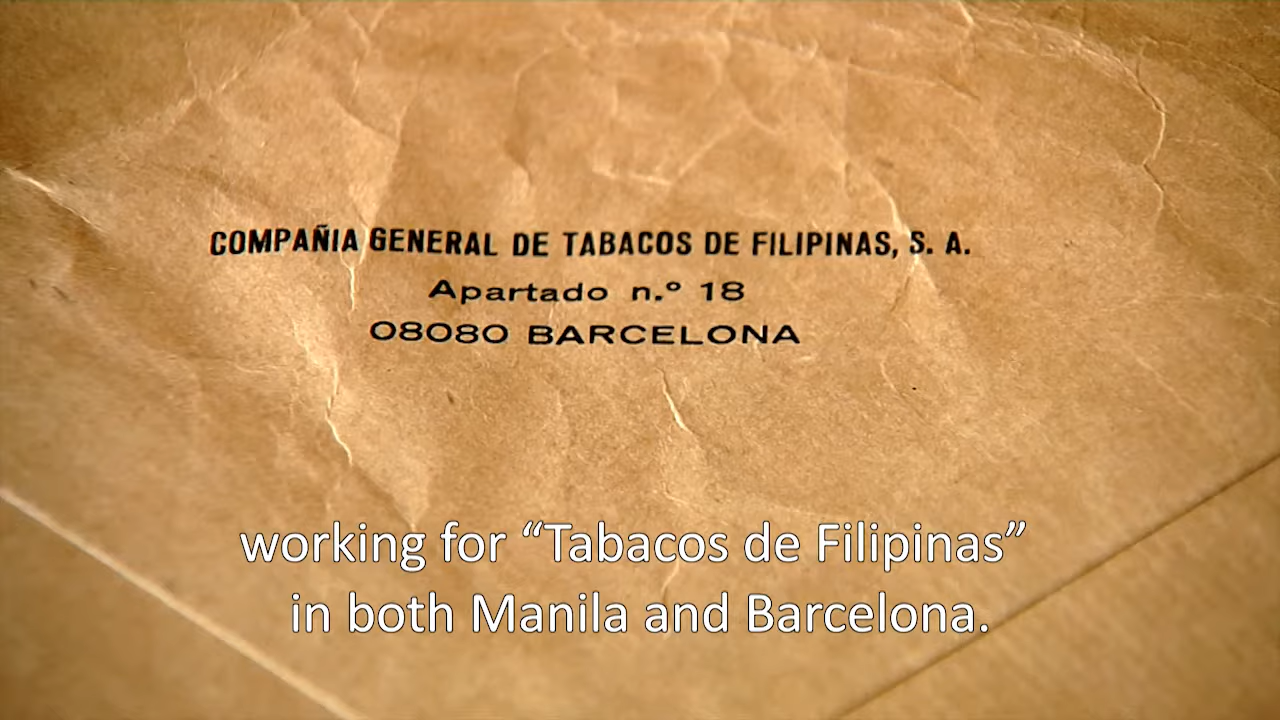 COMPAÑIA GENERAL DE TABACOS DE FILIPINAS, S. A.
Apartado n.º 18
08080 BARCELONA
working for “Tabacos de Filipinas”
in both Manila and Barcelona.